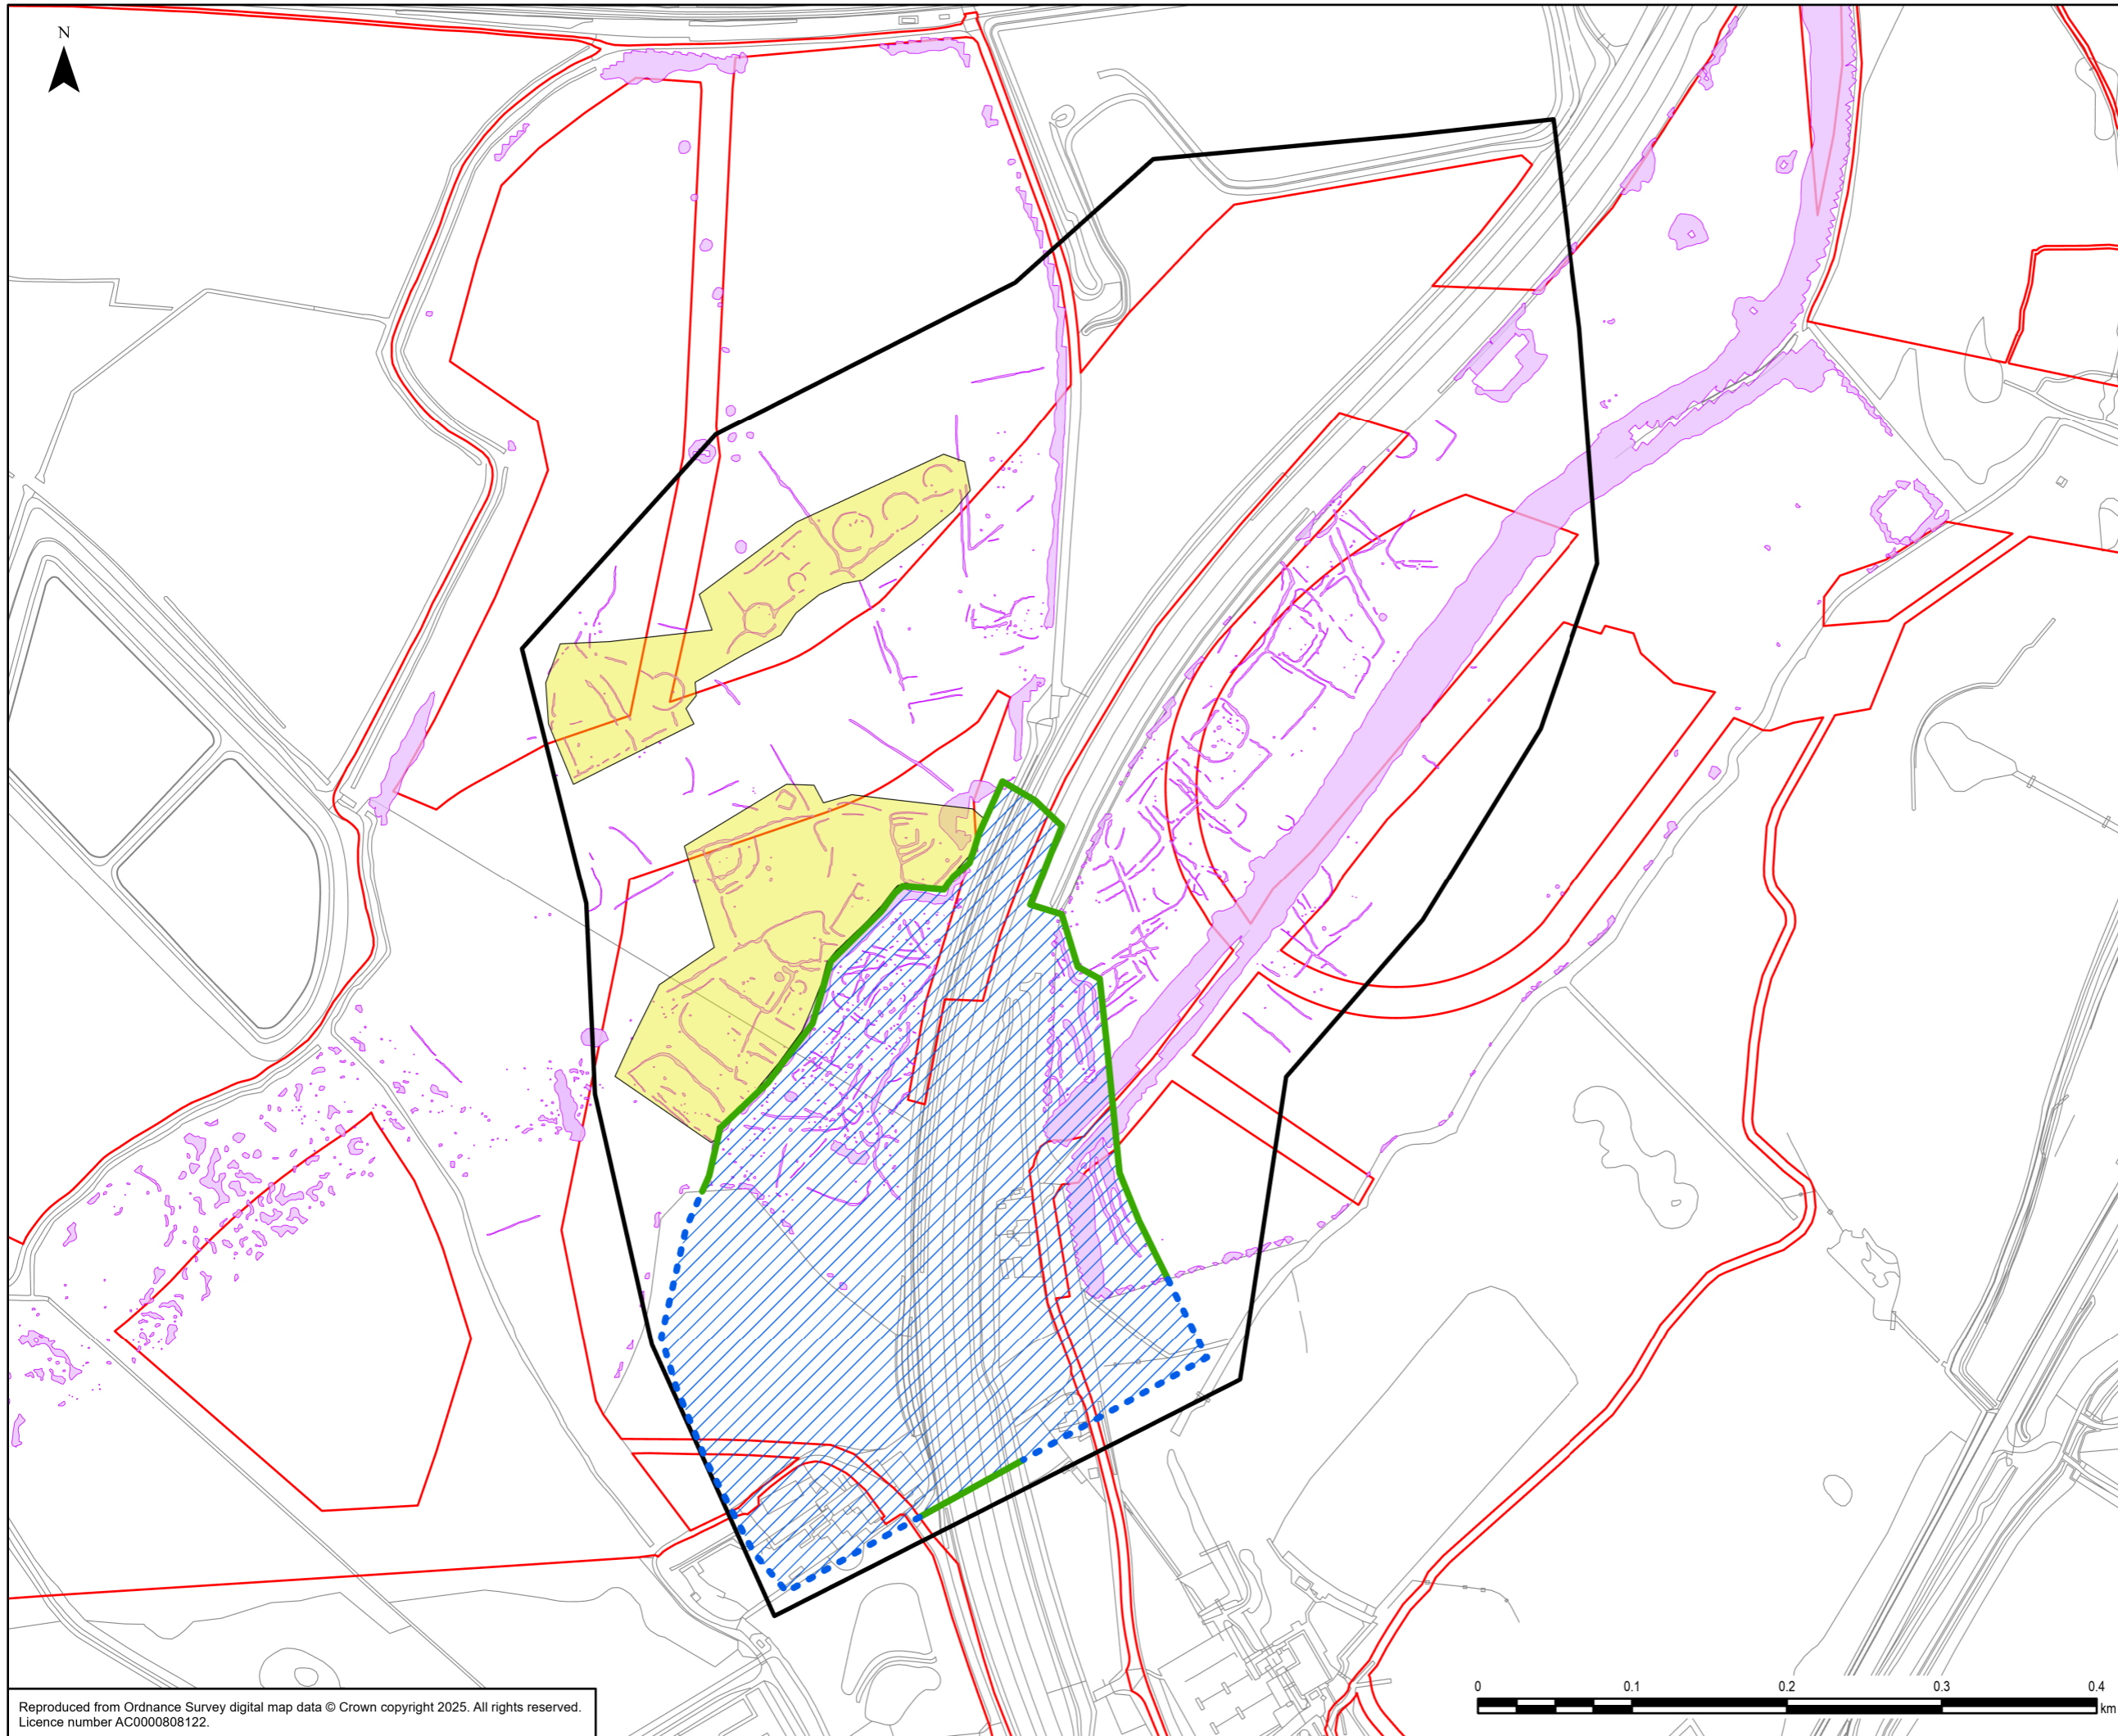 N
0 0.1 0.2 0.3 0.4
km
Reproduced from Ordnance Survey digital map data © Crown copyright 2025. All rights reserved.
Licence number AC0000808122.